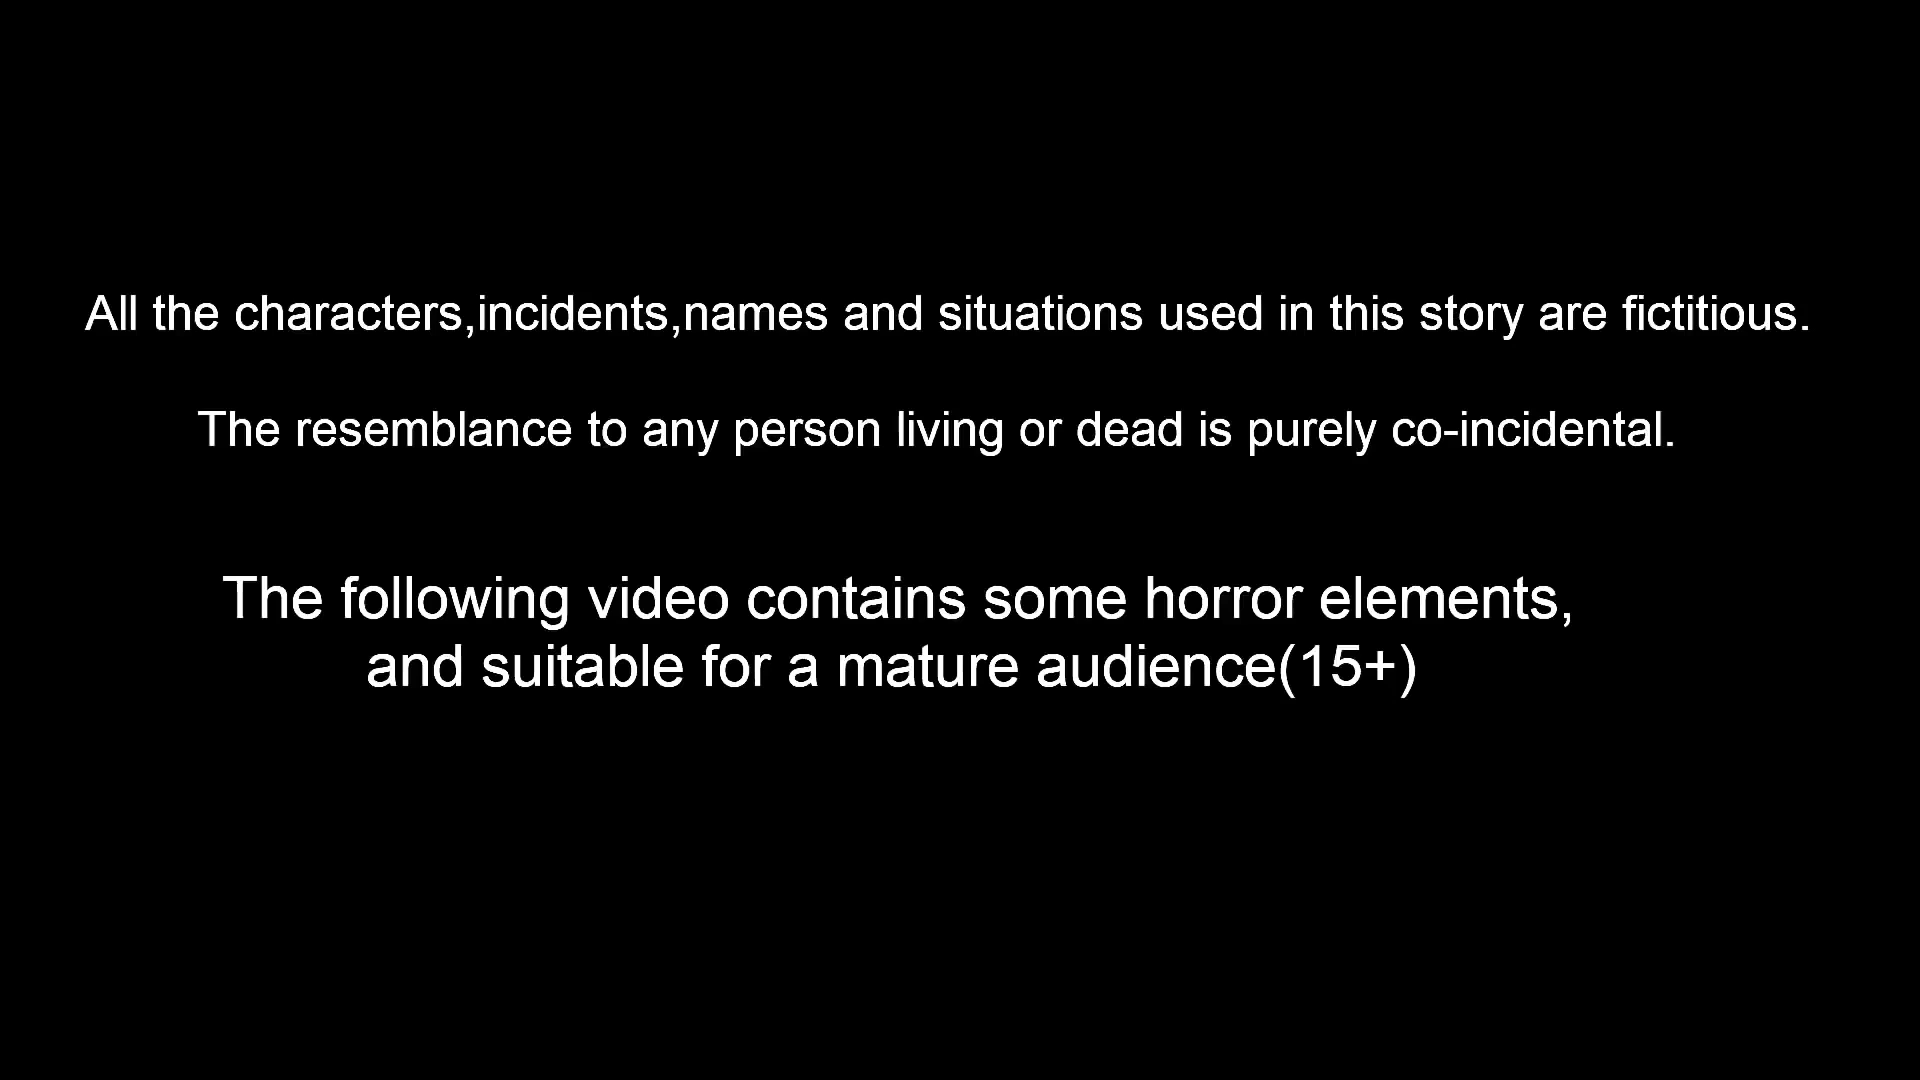 All the characters,incidents,names and situations used in this story are fictitious.
The resemblance to any person living or dead is purely co-incidental.
The following video contains some horror elements,
and suitable for a mature audience(15+)